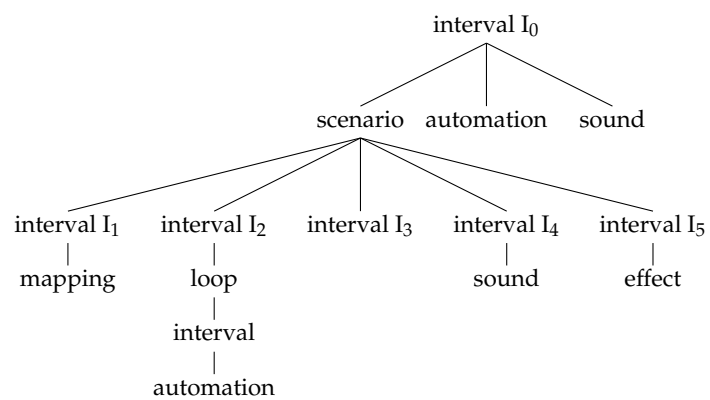 interval I₀
scenario automation sound
interval I₁ interval I₂ interval I₃ interval I₄ interval I₅
mapping loop sound effect
interval
automation